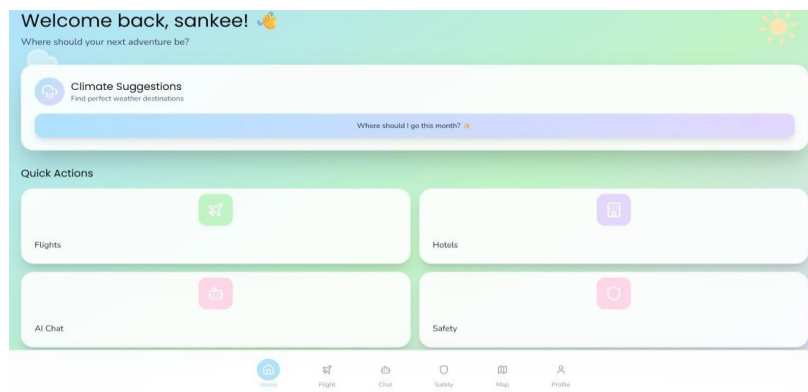 Welcome back, sankee! 👋
Where should your next adventure be?
Climate Suggestions
Find perfect weather destinations
Where should I go this month?
Quick Actions
Flights
Hotels
AI Chat
Safety
Home Flight Chat Safety Map Profile